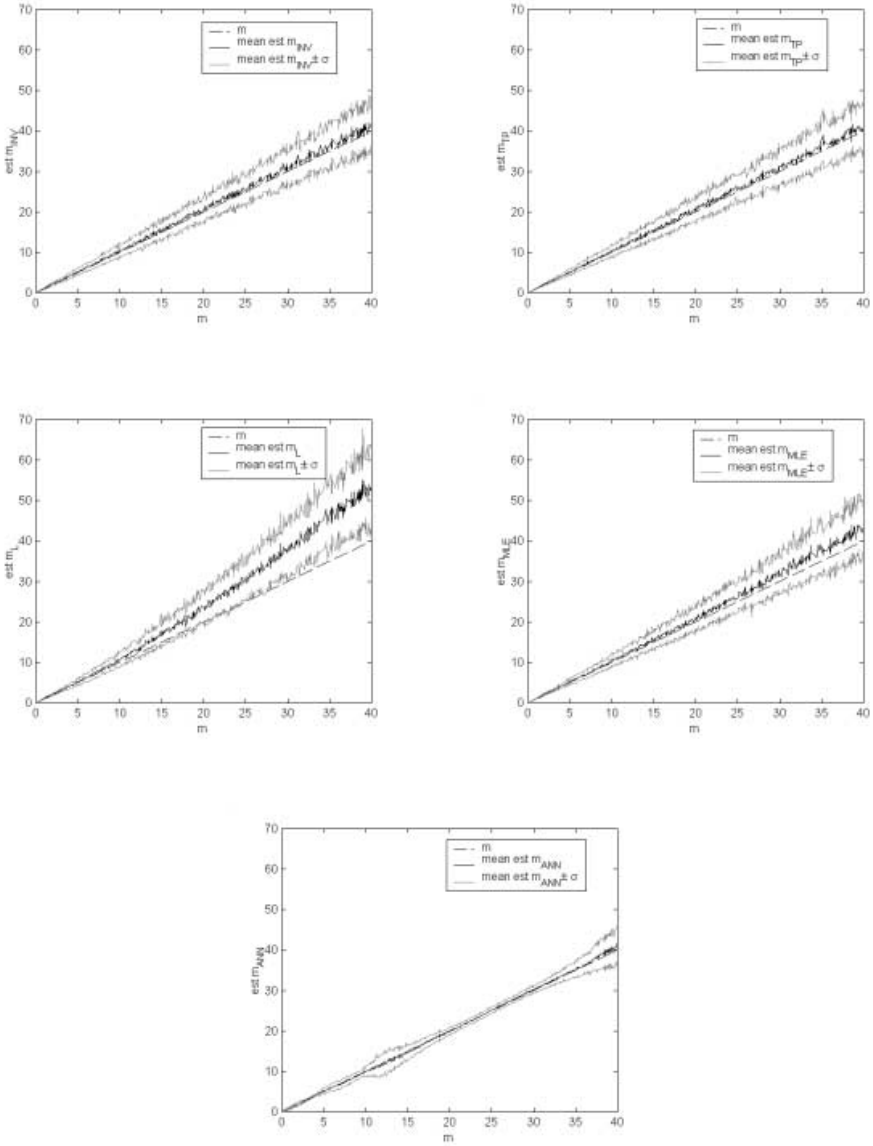 70
60
50
40
30
20
10
0
est m_INV
m
mean est m_INV
mean est m_INV ± σ
0 5 10 15 20 25 30 35 40
m
70
60
50
40
30
20
10
0
est m_TP
m
mean est m_TP
mean est m_TP ± σ
0 5 10 15 20 25 30 35 40
m
70
60
50
40
30
20
10
0
est m_L
m
mean est m_L
mean est m_L ± σ
0 5 10 15 20 25 30 35 40
m
70
60
50
40
30
20
10
0
est m_MLE
m
mean est m_MLE
mean est m_MLE ± σ
0 5 10 15 20 25 30 35 40
m
70
60
50
40
30
20
10
0
est m_ANN
m
mean est m_ANN
mean est m_ANN ± σ
0 5 10 15 20 25 30 35 40
m